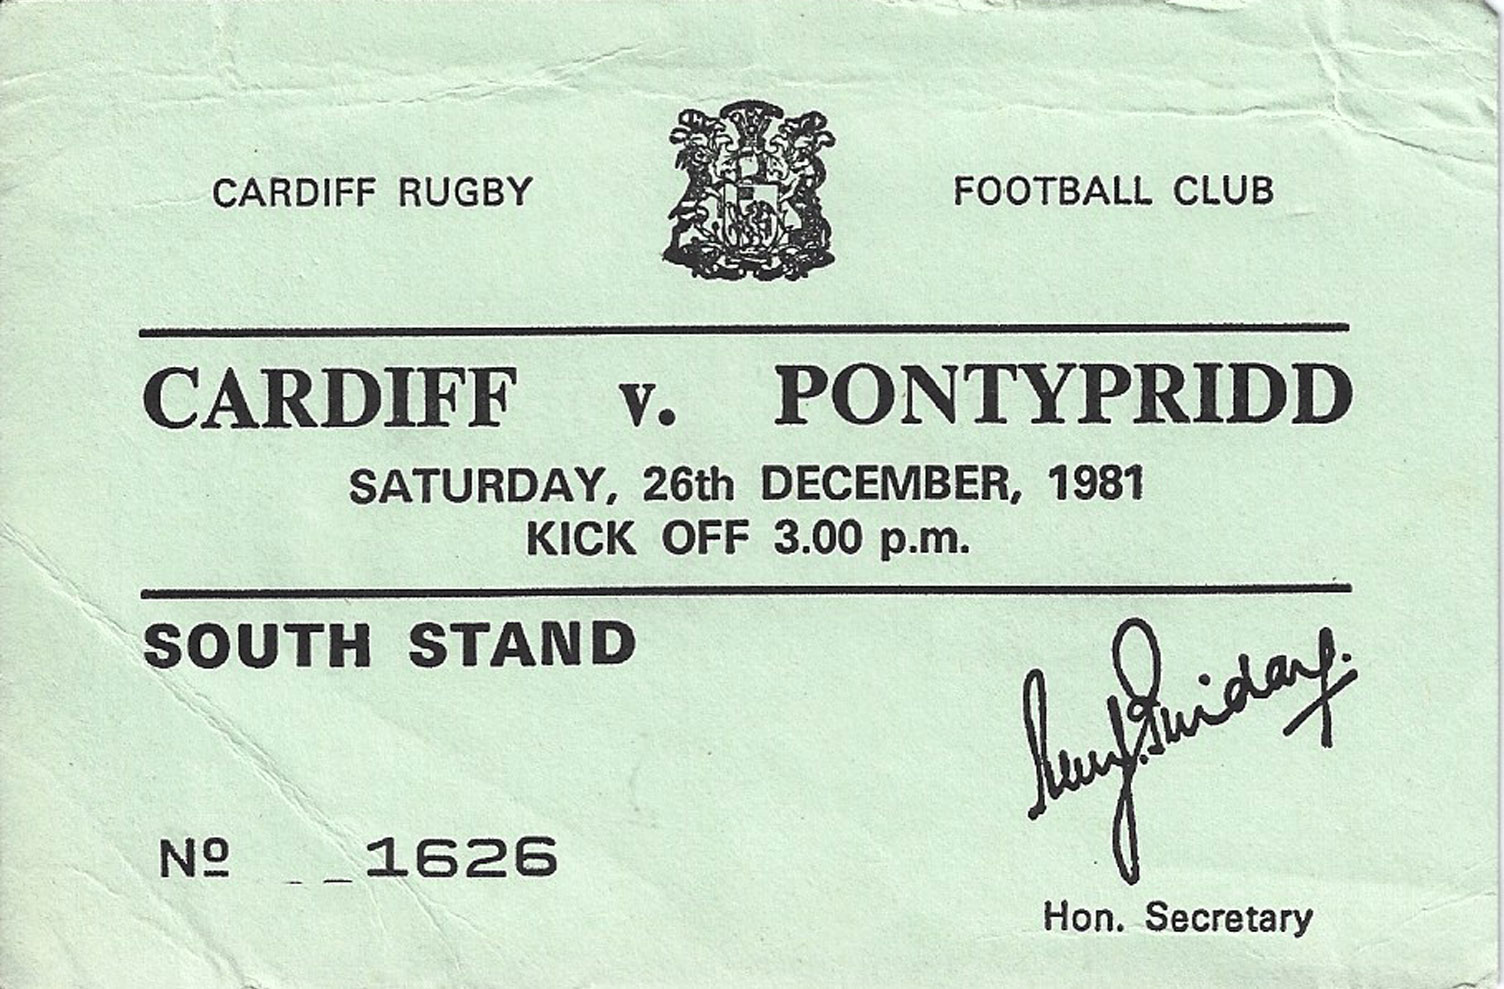 CARDIFF RUGBY FOOTBALL CLUB
CARDIFF v. PONTYPRIDD
SATURDAY, 26th DECEMBER, 1981
KICK OFF 3.00 p.m.
SOUTH STAND
Nº 1626
Hon. Secretary